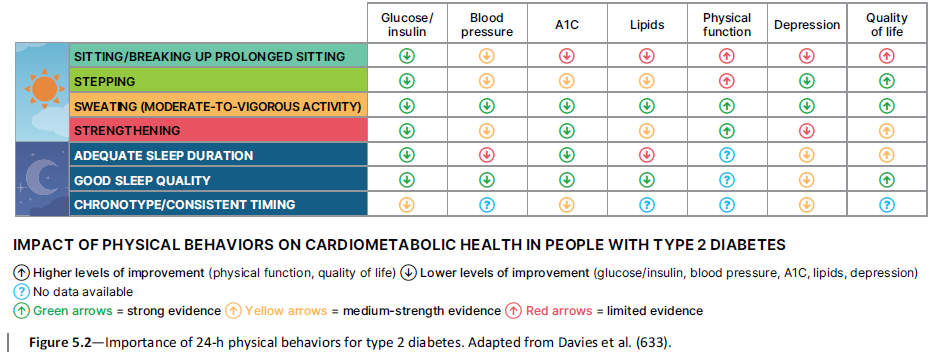 Glucose/ insulin
Blood pressure
A1C
Lipids
Physical function
Depression
Quality of life
SITTING/BREAKING UP PROLONGED SITTING
STEPPING
SWEATING (MODERATE-TO-VIGOROUS ACTIVITY)
STRENGTHENING
ADEQUATE SLEEP DURATION
?
GOOD SLEEP QUALITY
?
CHRONOTYPE/CONSISTENT TIMING
? ? ? ?
IMPACT OF PHYSICAL BEHAVIORS ON CARDIOMETABOLIC HEALTH IN PEOPLE WITH TYPE 2 DIABETES
Higher levels of improvement (physical function, quality of life) Lower levels of improvement (glucose/insulin, blood pressure, A1C, lipids, depression)
? No data available
Green arrows = strong evidence Yellow arrows = medium-strength evidence Red arrows = limited evidence
Figure 5.2—Importance of 24-h physical behaviors for type 2 diabetes. Adapted from Davies et al. (633).